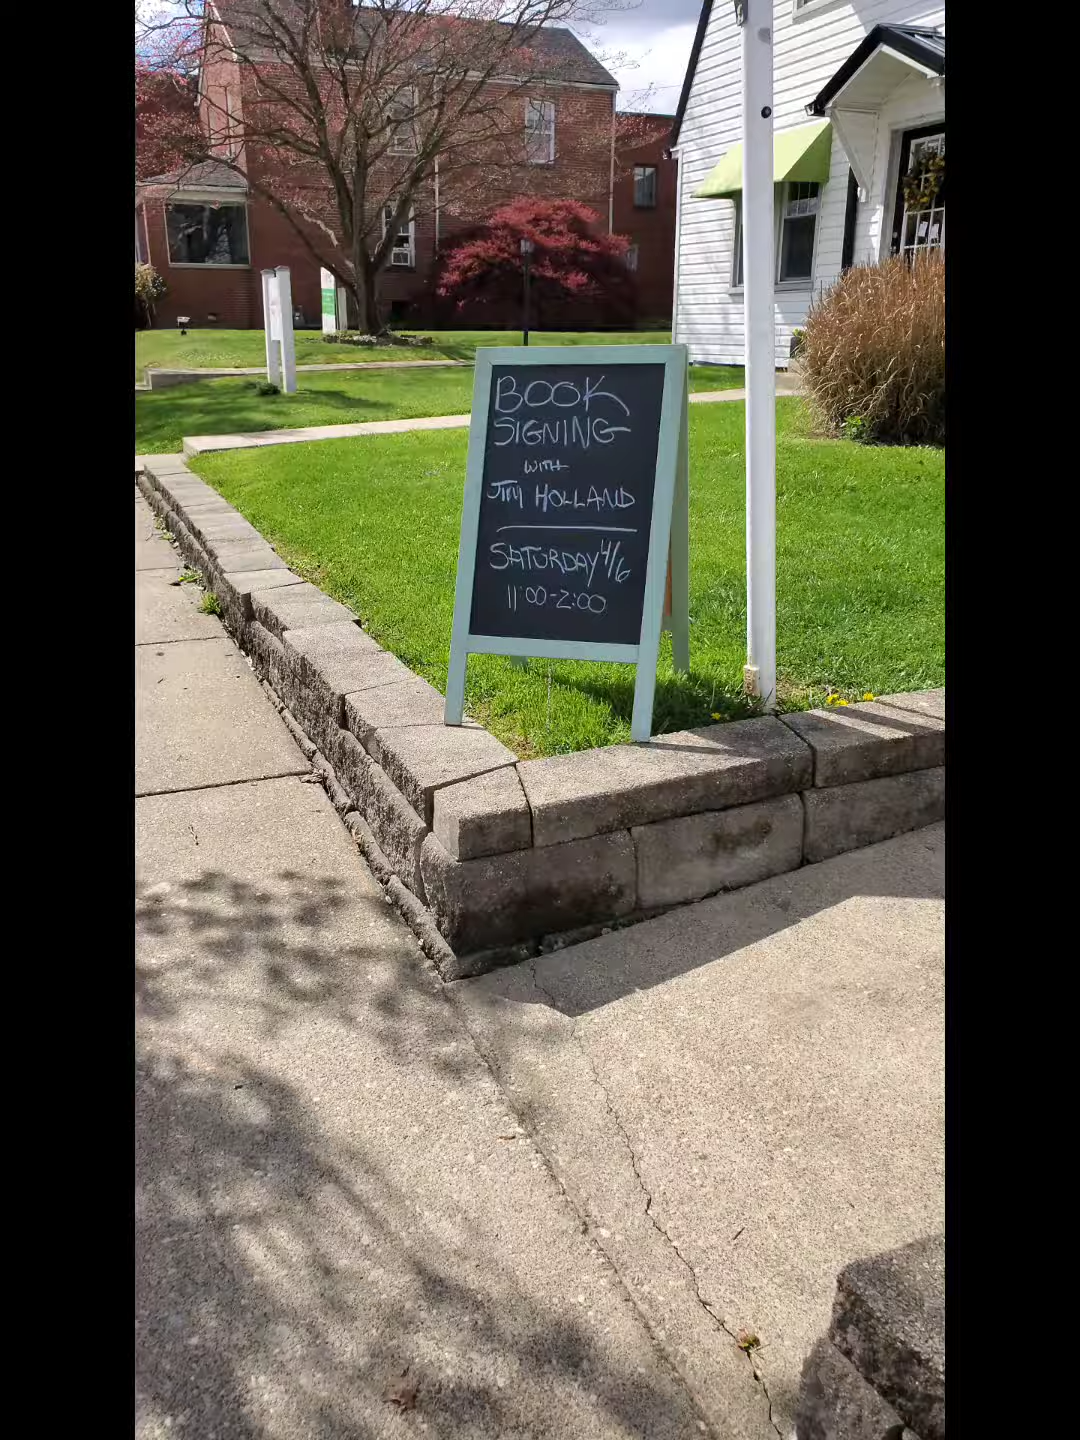 BOOK
SIGNING
WITH
JIM HOLLAND
SATURDAY 4/6
11:00-2:00